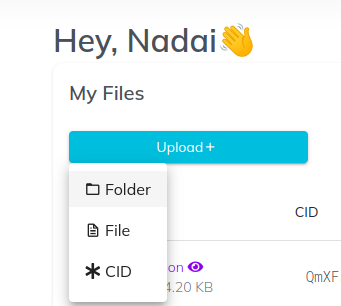 Hey, Nadai👋
My Files
Upload+
Folder
File
CID
CID
on
4.20 KB
QmXF